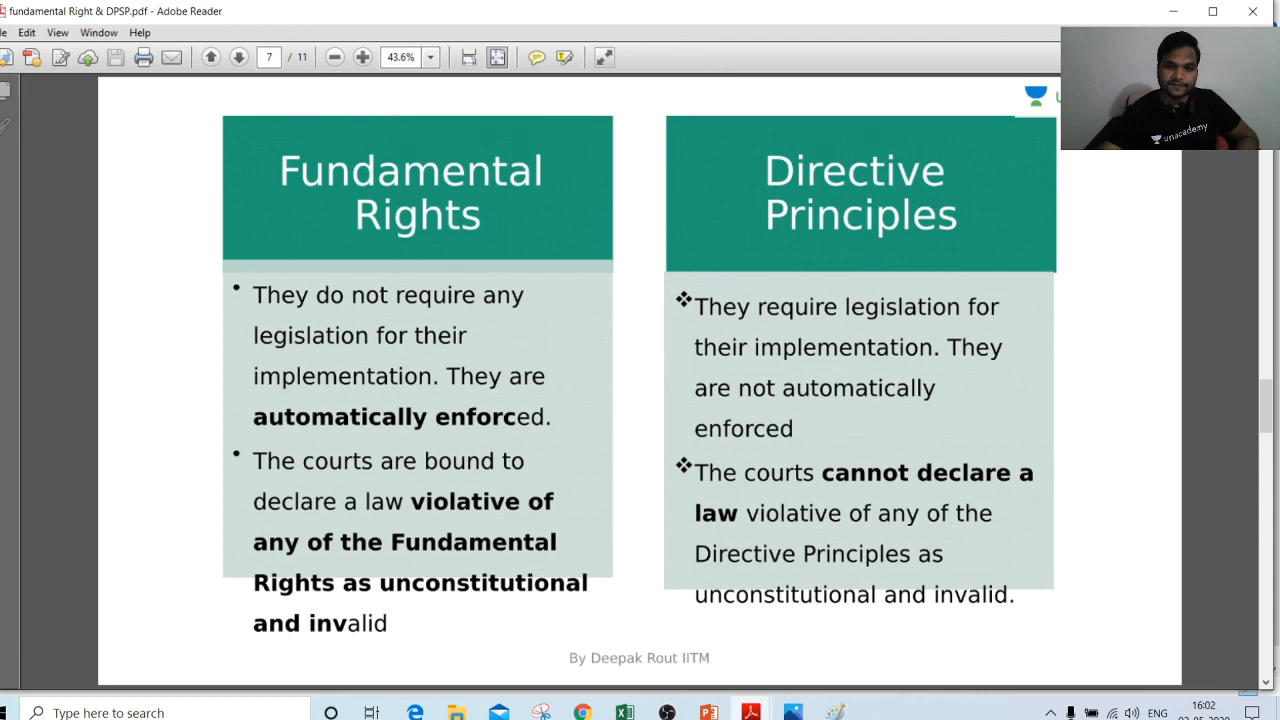 fundamental Right & DPSP.pdf - Adobe Reader
Edit View Window Help
7 / 11 43.6%
unacademy
Fundamental
Rights
They do not require any
legislation for their
implementation. They are
automatically enforced.
The courts are bound to
declare a law violative of
any of the Fundamental
Rights as unconstitutional
and invalid
Directive
Principles
They require legislation for
their implementation. They
are not automatically
enforced
The courts cannot declare a
law violative of any of the
Directive Principles as
unconstitutional and invalid.
By Deepak Rout IITM
Type here to search
ENG
16:02